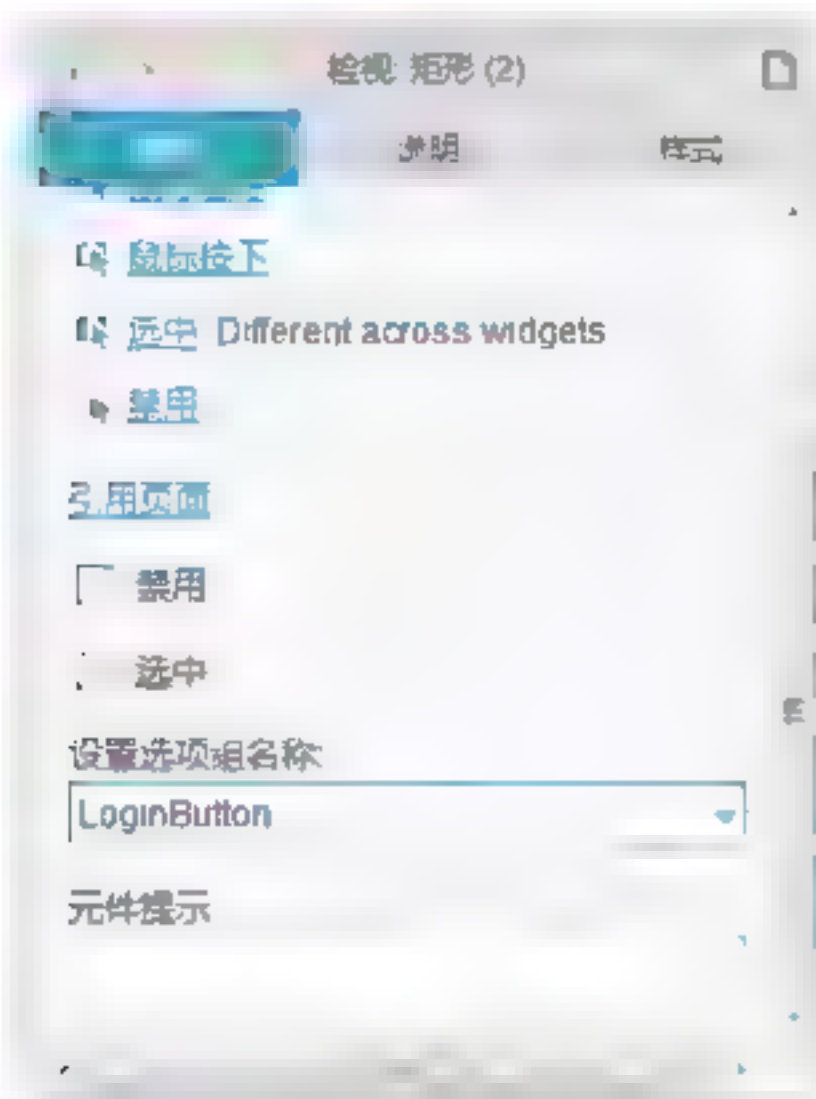 检视: 矩形 (2)
说明 样式
鼠标按下
选中 Different across widgets
禁用
引用页面
禁用
选中
设置选项组名称
LoginButton
元件提示